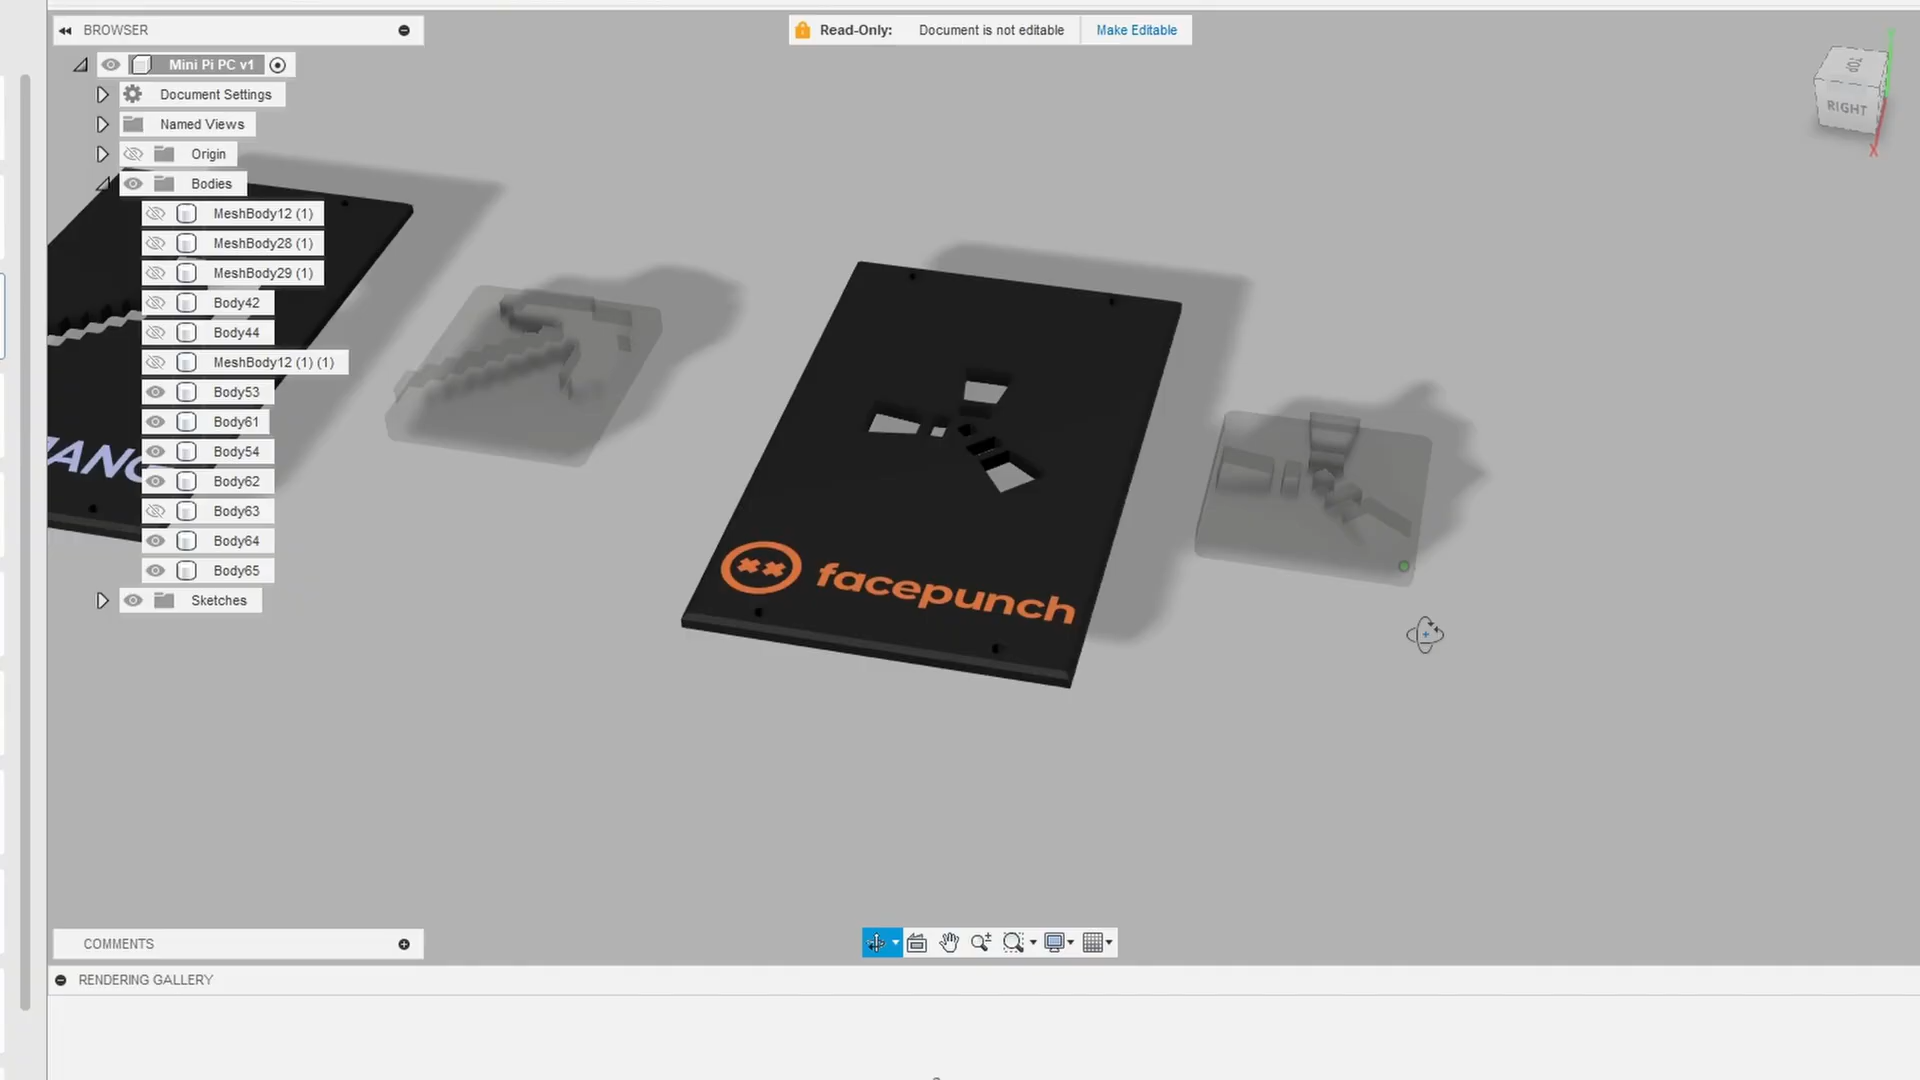 BROWSER
Read-Only: Document is not editable Make Editable
Mini Pi PC v1
Document Settings
Named Views
Origin
Bodies
MeshBody12 (1)
MeshBody28 (1)
MeshBody29 (1)
Body42
Body44
MeshBody12 (1) (1)
Body53
Body61
Body54
Body62
Body63
Body64
Body65
Sketches
TOP
RIGHT
X
facepunch
COMMENTS
RENDERING GALLERY